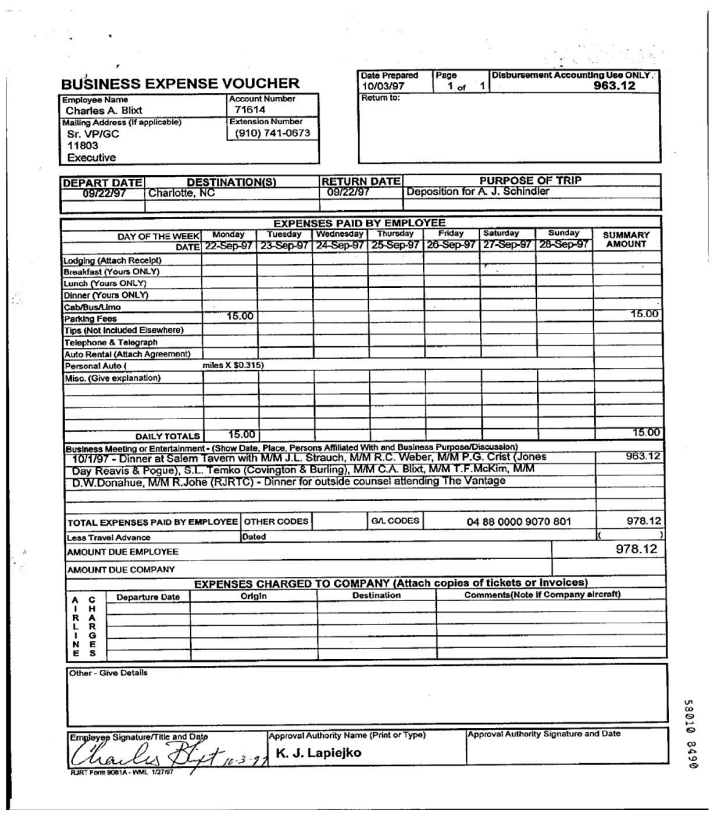 BUSINESS EXPENSE VOUCHER
Date Prepared Page Disbursement Accounting Use ONLY.
10/03/97 1 of 1 963.12
Employee Name Account Number Return to:
Charles A. Blixt 71614
Mailing Address (If applicable) Extension Number
Sr. VP/GC (910) 741-0673
11803
Executive
DEPART DATE DESTINATION(S) RETURN DATE PURPOSE OF TRIP
09/22/97 Charlotte, NC 09/22/97 Deposition for A. J. Schindler
EXPENSES PAID BY EMPLOYEE
DAY OF THE WEEK Monday Tuesday Wednesday Thursday Friday Saturday Sunday SUMMARY
DATE 22-Sep-97 23-Sep-97 24-Sep-97 25-Sep-97 26-Sep-97 27-Sep-97 28-Sep-97 AMOUNT
Lodging (Attach Receipt)
Breakfast (Yours ONLY)
Lunch (Yours ONLY)
Dinner (Yours ONLY)
Cab/Bus/Limo
Parking Fees 15.00 15.00
Tips (Not Included Elsewhere)
Telephone & Telegraph
Auto Rental (Attach Agreement)
Personal Auto ( miles X $0.315)
Misc. (Give explanation)
DAILY TOTALS 15.00 15.00
Business Meeting or Entertainment - (Show Date, Place, Persons Affiliated With and Business Purpose/Discussion)
10/1/97 - Dinner at Salem Tavern with M/M J.L. Strauch, M/M R.C. Weber, M/M P.G. Crist (Jones 963.12
Day Reavis & Pogue), S.L. Temko (Covington & Burling), M/M C.A. Blixt, M/M T.F.McKim, M/M
D.W.Donahue, M/M R.Johe (RJRTC) - Dinner for outside counsel attending The Vantage
TOTAL EXPENSES PAID BY EMPLOYEE OTHER CODES G/L CODES 04 88 0000 9070 801 978.12
Less Travel Advance Dated ( )
AMOUNT DUE EMPLOYEE 978.12
AMOUNT DUE COMPANY
EXPENSES CHARGED TO COMPANY (Attach copies of tickets or invoices)
AIRLINE CHARGES Departure Date Origin Destination Comments(Note If Company aircraft)
Other - Give Details
Employee Signature/Title and Date Approval Authority Name (Print or Type) Approval Authority Signature and Date
Charles Blixt 10-3-97 K. J. Lapiejko
RJRT Form 9081A - WML 1/27/97
58010 8490